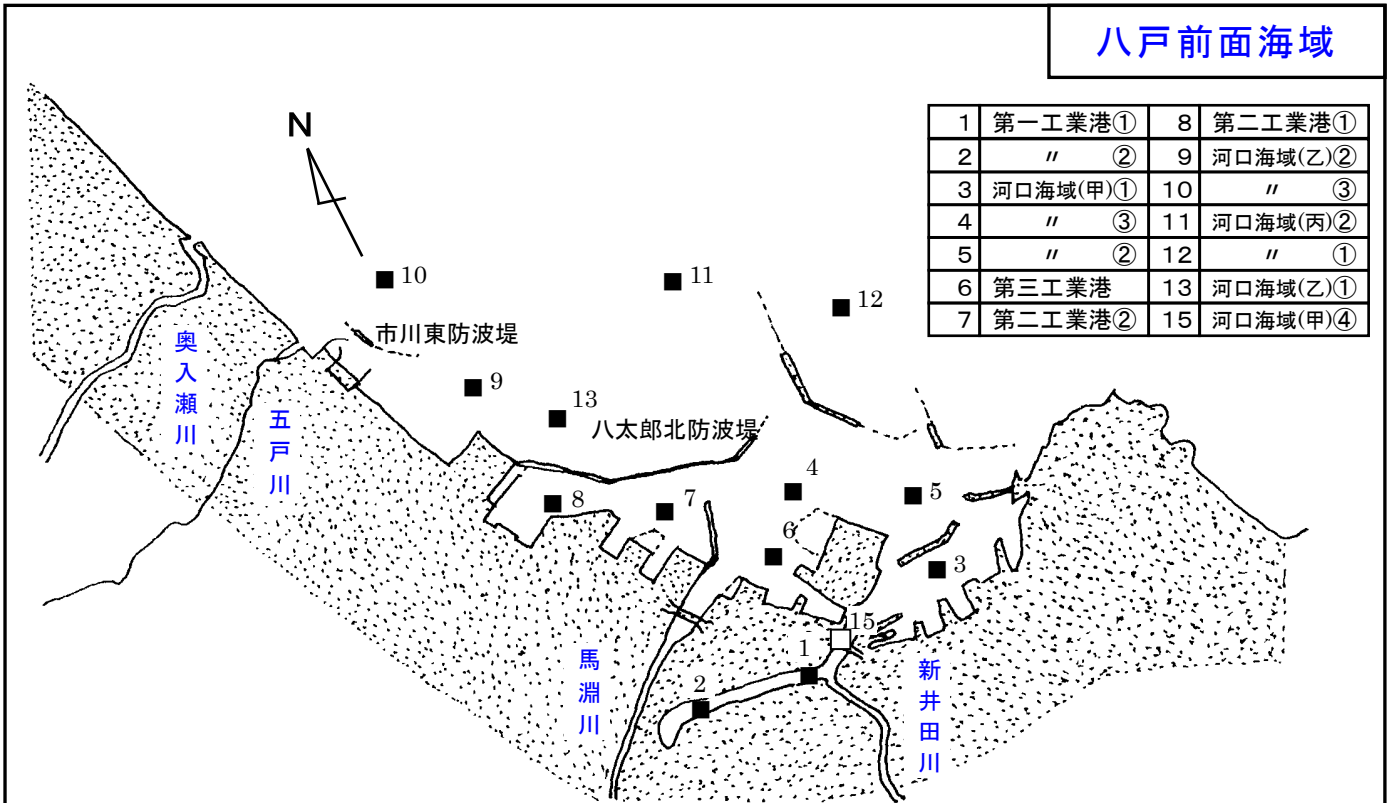 八戸前面海域
N
1 第一工業港① 8 第二工業港①
2 〃 ② 9 河口海域(乙)②
3 河口海域(甲)① 10 〃 ③
4 〃 ③ 11 河口海域(丙)②
5 〃 ② 12 〃 ①
6 第三工業港 13 河口海域(乙)①
7 第二工業港② 15 河口海域(甲)④
10
11
12
市川東防波堤
奥入瀬川
9
13
五戸川
八太郎北防波堤
4
5
8
7
6
3
15
1
馬淵川
2
新井田川